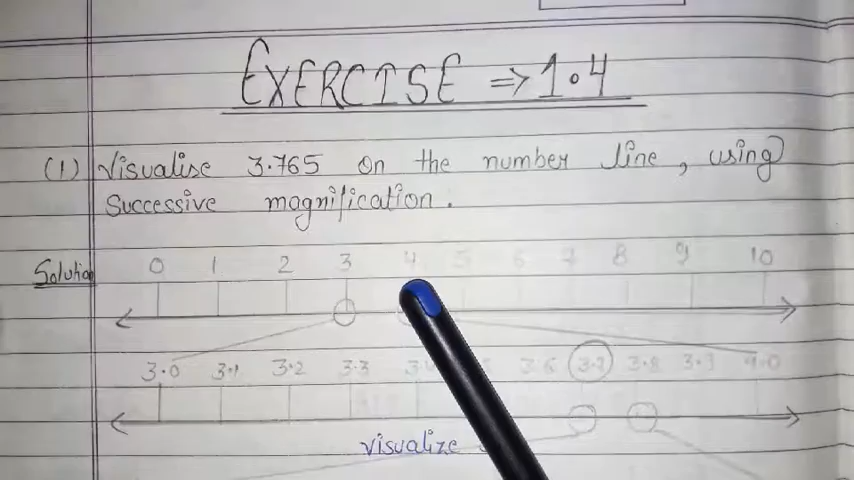 EXERCISE ⇒ 1.4
(1) Visualise 3.765 on the number line, using
Successive magnification.
Solution 0 1 2 3 4 5 6 7 8 9 10
3.0 3.1 3.2 3.3 3.6 3.7 3.8 3.9 4.0
visualize